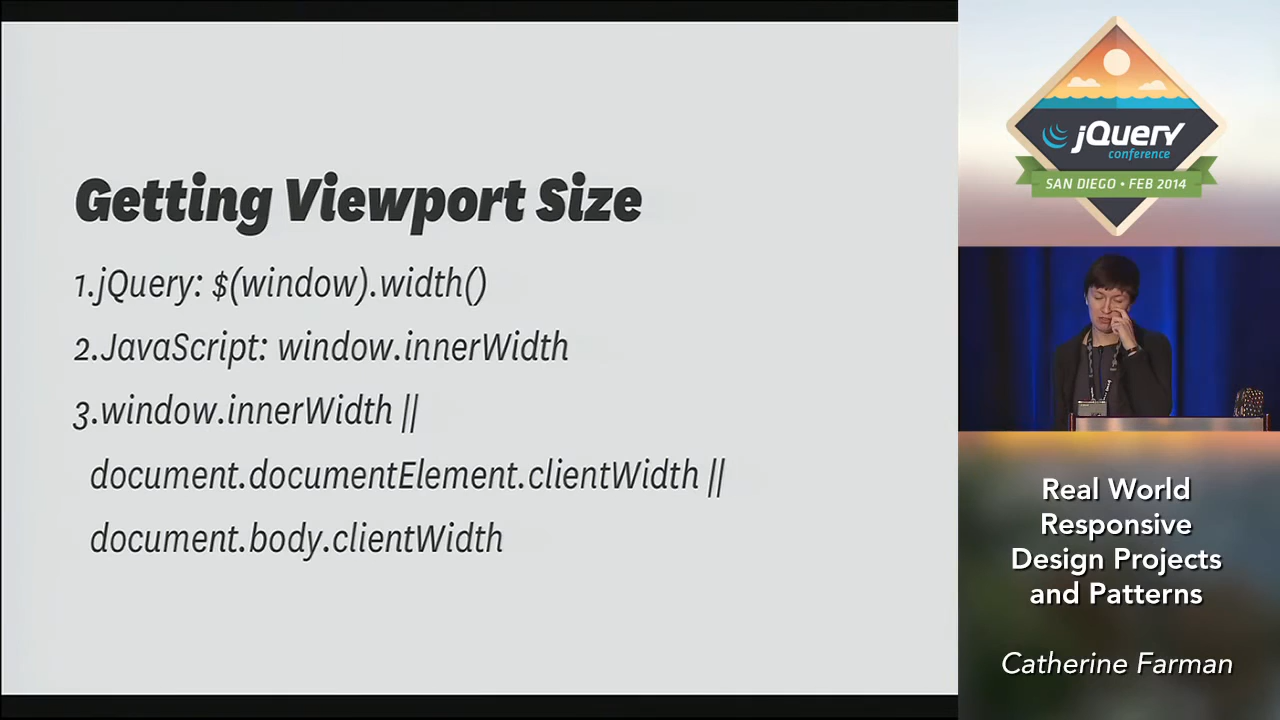 Getting Viewport Size
1.jQuery: $(window).width()
2.JavaScript: window.innerWidth
3.window.innerWidth ||
document.documentElement.clientWidth ||
document.body.clientWidth
jQuery
conference
SAN DIEGO • FEB 2014
Real World
Responsive
Design Projects
and Patterns
Catherine Farman